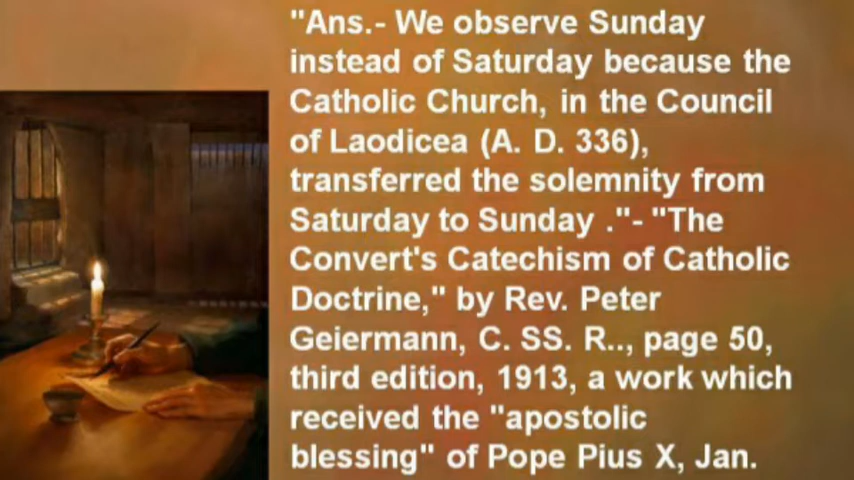 "Ans.- We observe Sunday
instead of Saturday because the
Catholic Church, in the Council
of Laodicea (A. D. 336),
transferred the solemnity from
Saturday to Sunday ."- "The
Convert's Catechism of Catholic
Doctrine," by Rev. Peter
Geiermann, C. SS. R.., page 50,
third edition, 1913, a work which
received the "apostolic
blessing" of Pope Pius X, Jan.